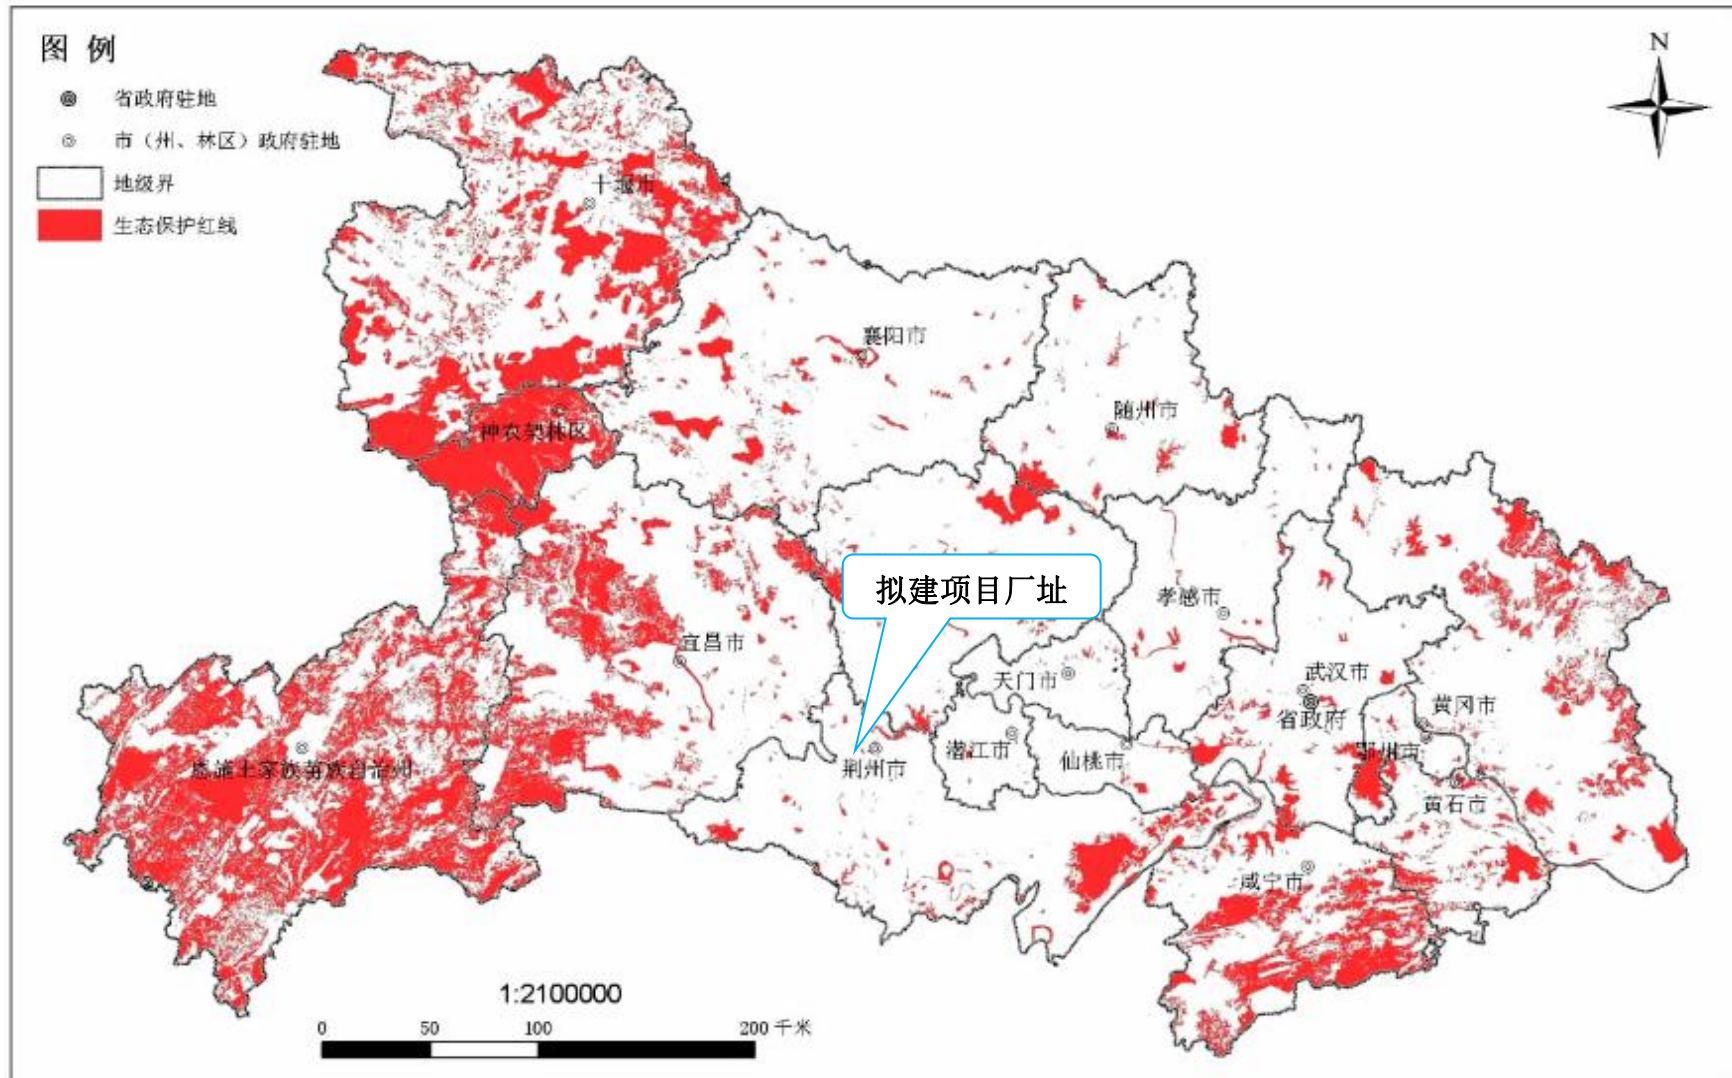 图 例
省政府驻地
市（州、林区）政府驻地
地级界
生态保护红线
N
十堰市
襄阳市
随州市
神农架林区
拟建项目厂址
孝感市
宜昌市
天门市
武汉市
省政府
黄冈市
鄂州市
荆州市
潜江市
仙桃市
恩施土家族苗族自治州
黄石市
咸宁市
1:2100000
0 50 100 200 千米